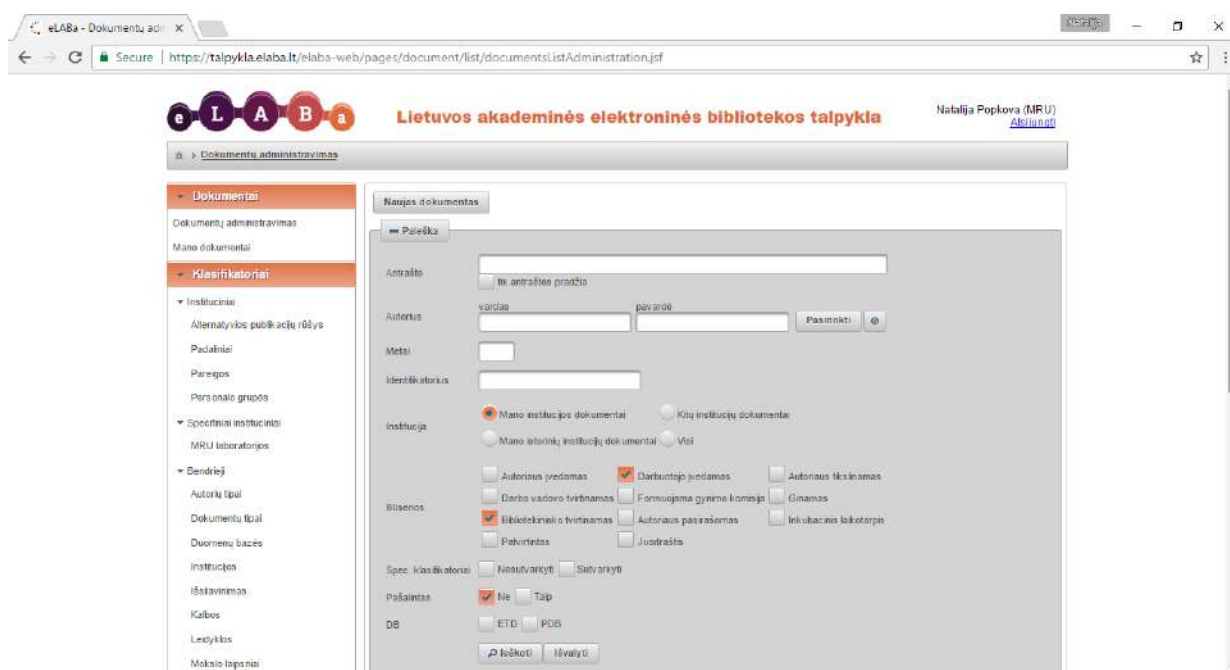 eLABa - Dokumentų adm
Natalija
Secure | https://talpykla.elaba.lt/elaba-web/pages/document/list/documentsListAdministration.jsf
eLABa
Lietuvos akademinės elektroninės bibliotekos talpykla
Natalija Popkova (MRU)
Atsijungti
Dokumentų administravimas
Dokumentai
Dokumentų administravimas
Mano dokumentai
Klasifikatoriai
Instituciniai
Alternatyvios publikacijų rūšys
Padaliniai
Pareigos
Personalo grupės
Specifiniai instituciniai
MRU laboratorijos
Bendrieji
Autorių tipai
Dokumentų tipai
Duomenų bazės
Institucijos
Išsilavinimas
Kalbos
Leidyklos
Mokslo laipsniai
Naujas dokumentas
Paieška
Antraštė
tik antraštės pradžia
vardas pavardė
Autorius Pasirinkti
Metai
Identifikatorius
Institucija
Mano institucijos dokumentai Kitų institucijų dokumentai
Mano istorinių institucijų dokumentai Visi
Būsenos
Autoriaus įvedamas Darbuotojo įvedamas Autoriaus tikslinamas
Darbo vadovo tvirtinamas Formuojama gynimo komisija Ginamas
Bibliotekininko tvirtinamas Autoriaus pasirašomas Inkubacinis laikotarpis
Patvirtintas Juodraštis
Spec. klasifikatoriai Nesutvarkyti Sutvarkyti
Pašalintas Ne Taip
DB ETD PDB
Ieškoti Išvalyti